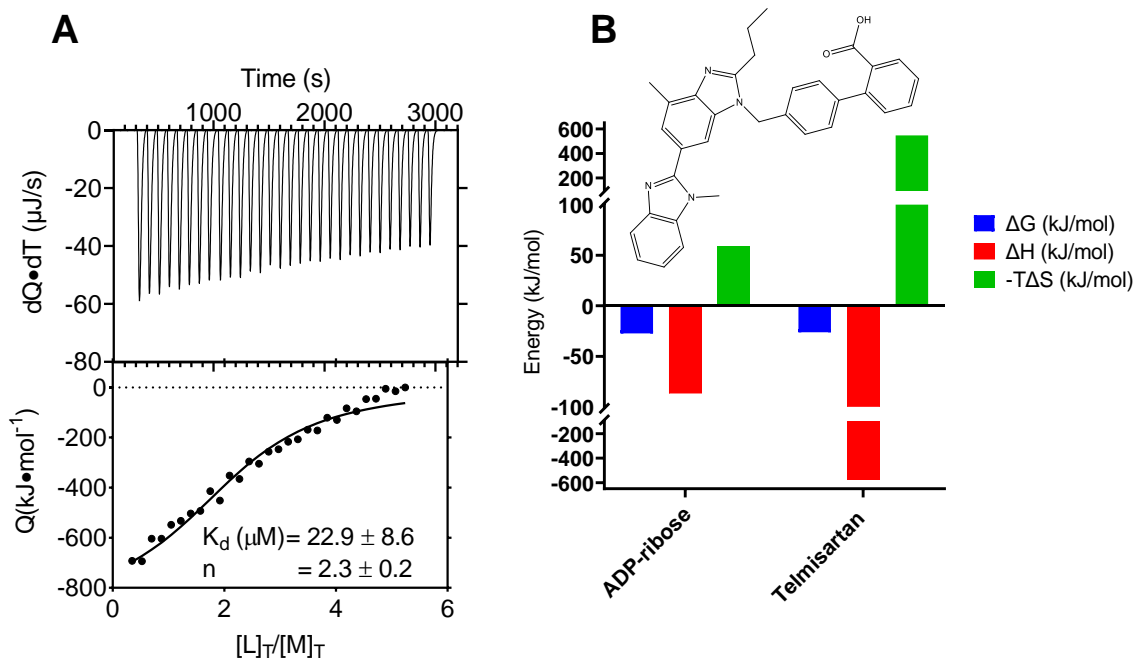 A
Time (s)
1000 2000 3000
0
-20
-40
-60
-80
dQ•dT (µJ/s)
0
-200
-400
-600
-800
Q(kJ•mol-1)
Kd (µM) = 22.9 ± 8.6
n = 2.3 ± 0.2
0 2 4 6
[L]T/[M]T
B
OH
O
N
N
N
N
600
400
200
100
50
0
-50
-100
-200
-400
-600
Energy (kJ/mol)
ADP-ribose
Telmisartan
ΔG (kJ/mol)
ΔH (kJ/mol)
-TΔS (kJ/mol)